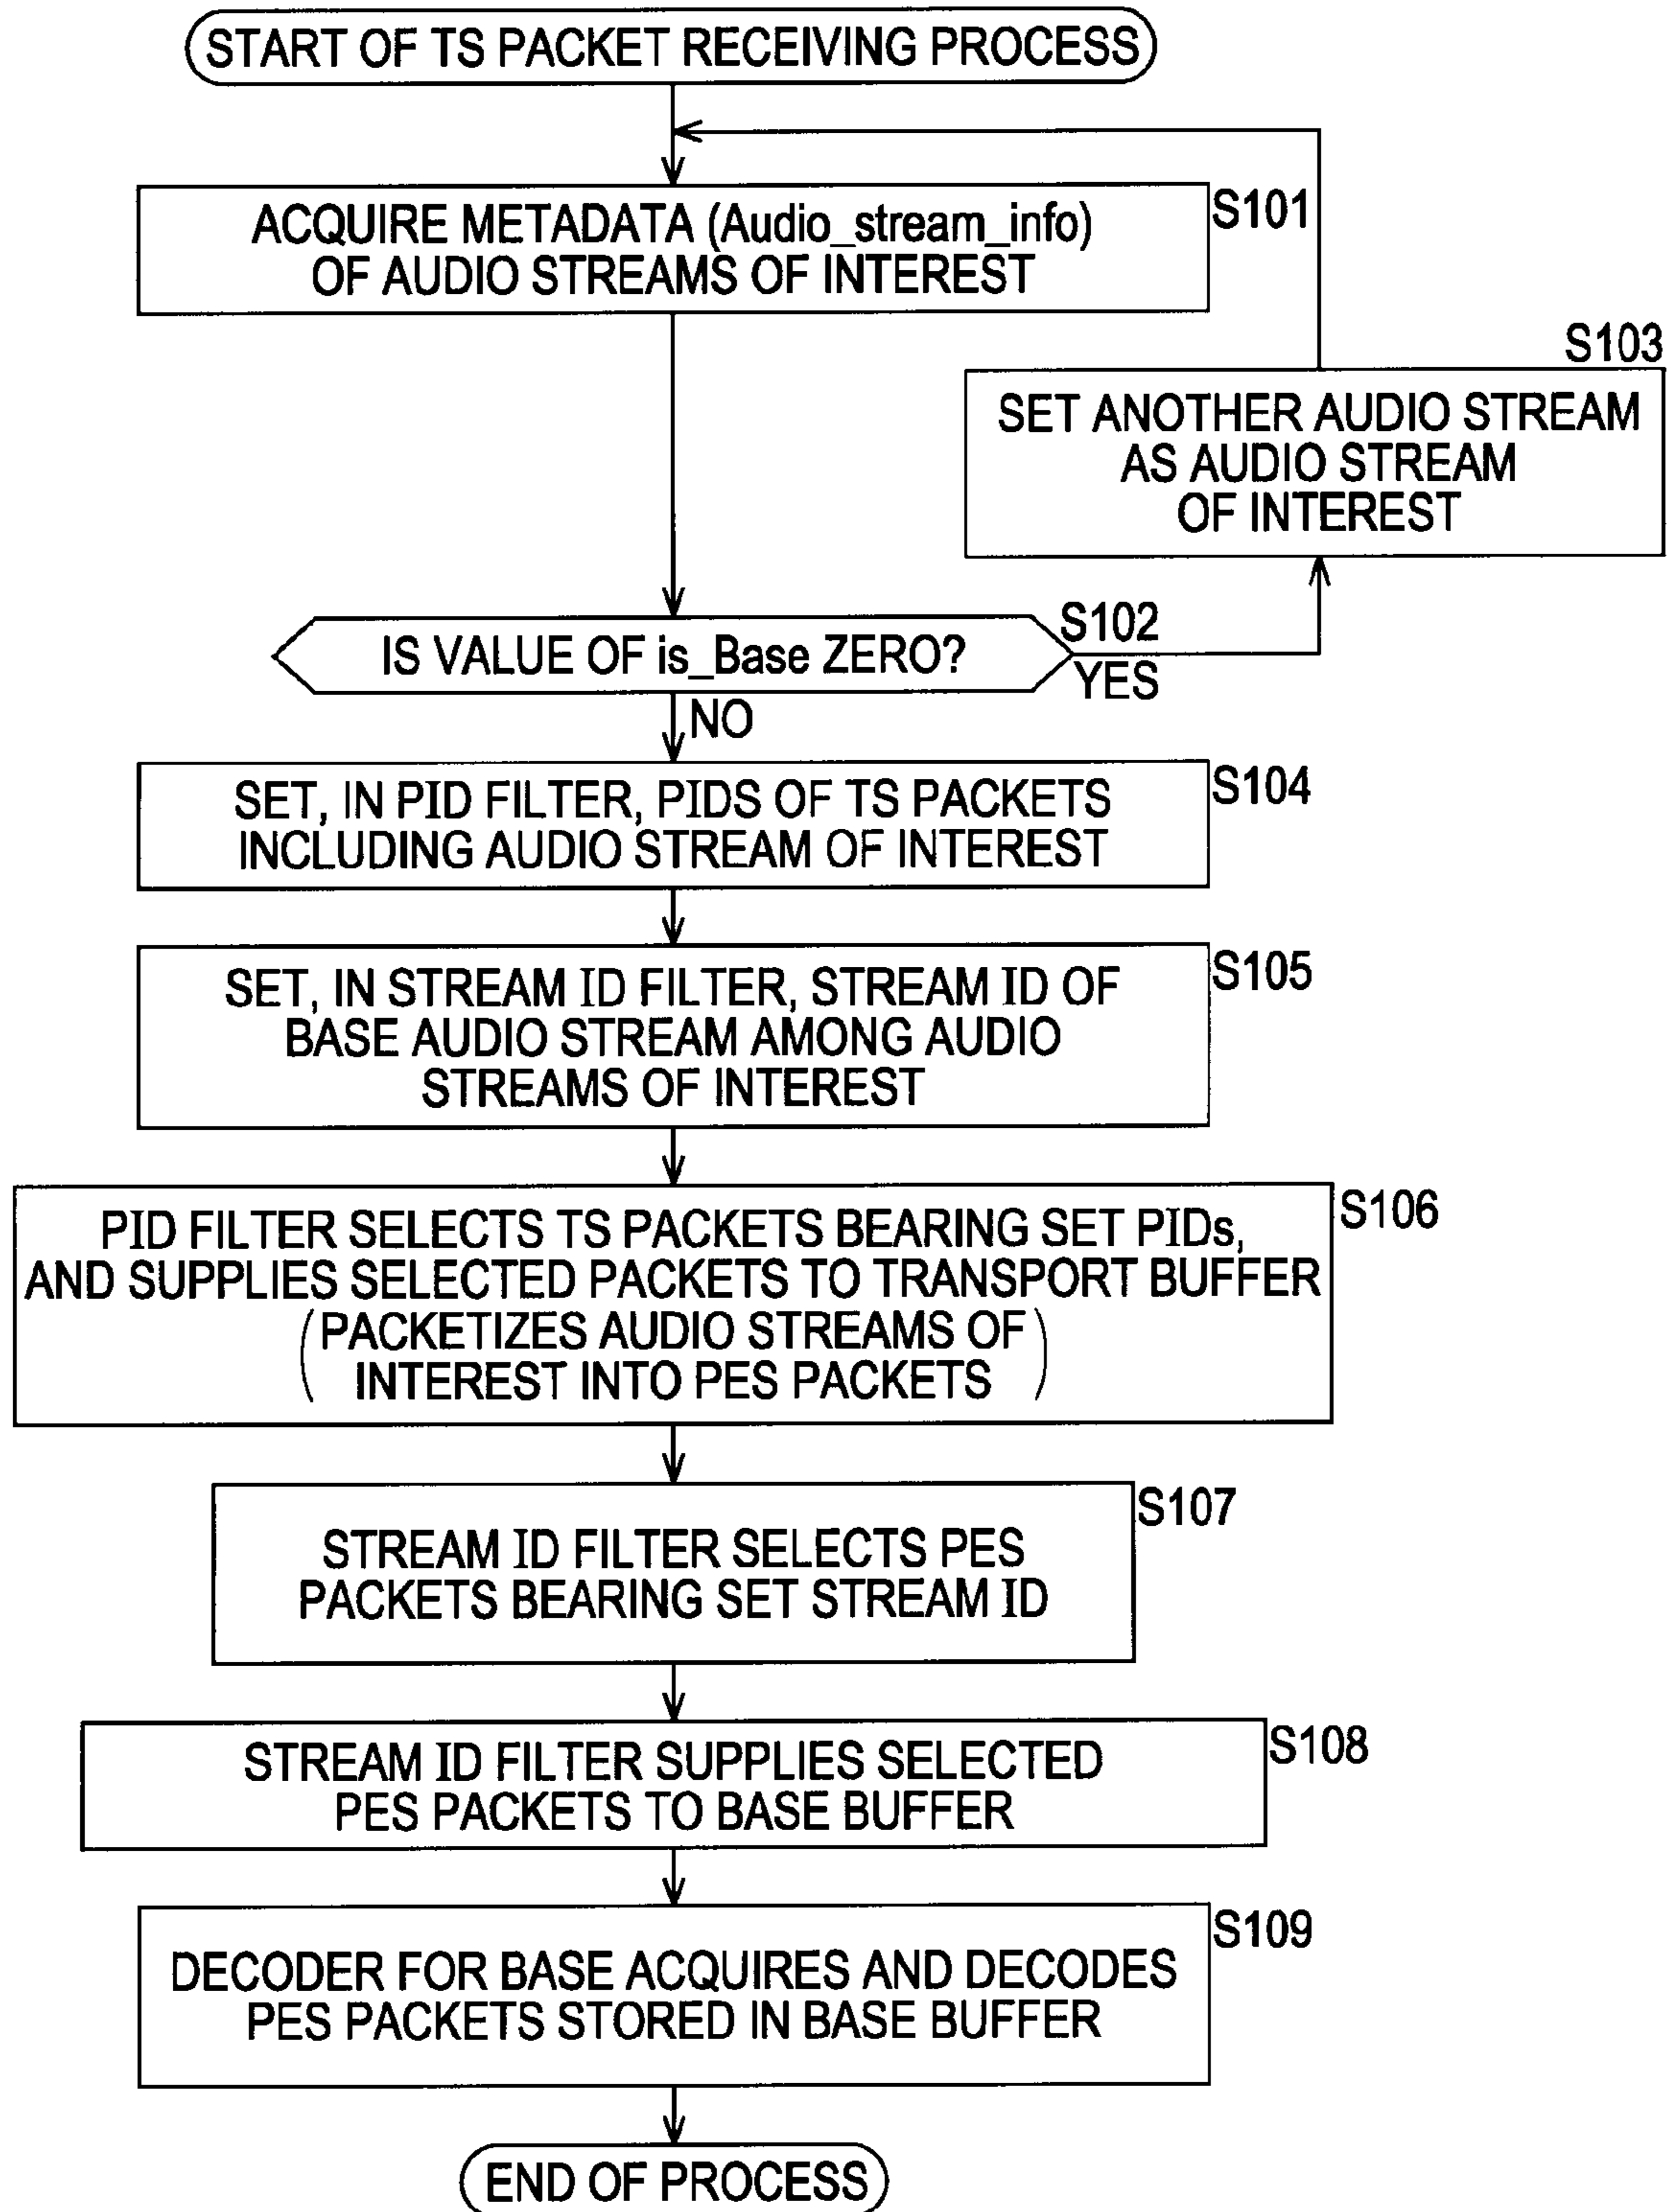 START OF TS PACKET RECEIVING PROCESS
ACQUIRE METADATA (Audio_stream_info)
OF AUDIO STREAMS OF INTEREST
S101
S103
SET ANOTHER AUDIO STREAM
AS AUDIO STREAM
OF INTEREST
IS VALUE OF is_Base ZERO?
S102
YES
NO
SET, IN PID FILTER, PIDS OF TS PACKETS
INCLUDING AUDIO STREAM OF INTEREST
S104
SET, IN STREAM ID FILTER, STREAM ID OF
BASE AUDIO STREAM AMONG AUDIO
STREAMS OF INTEREST
S105
PID FILTER SELECTS TS PACKETS BEARING SET PIDs,
AND SUPPLIES SELECTED PACKETS TO TRANSPORT BUFFER
(PACKETIZES AUDIO STREAMS OF
INTEREST INTO PES PACKETS)
S106
STREAM ID FILTER SELECTS PES
PACKETS BEARING SET STREAM ID
S107
STREAM ID FILTER SUPPLIES SELECTED
PES PACKETS TO BASE BUFFER
S108
DECODER FOR BASE ACQUIRES AND DECODES
PES PACKETS STORED IN BASE BUFFER
S109
END OF PROCESS